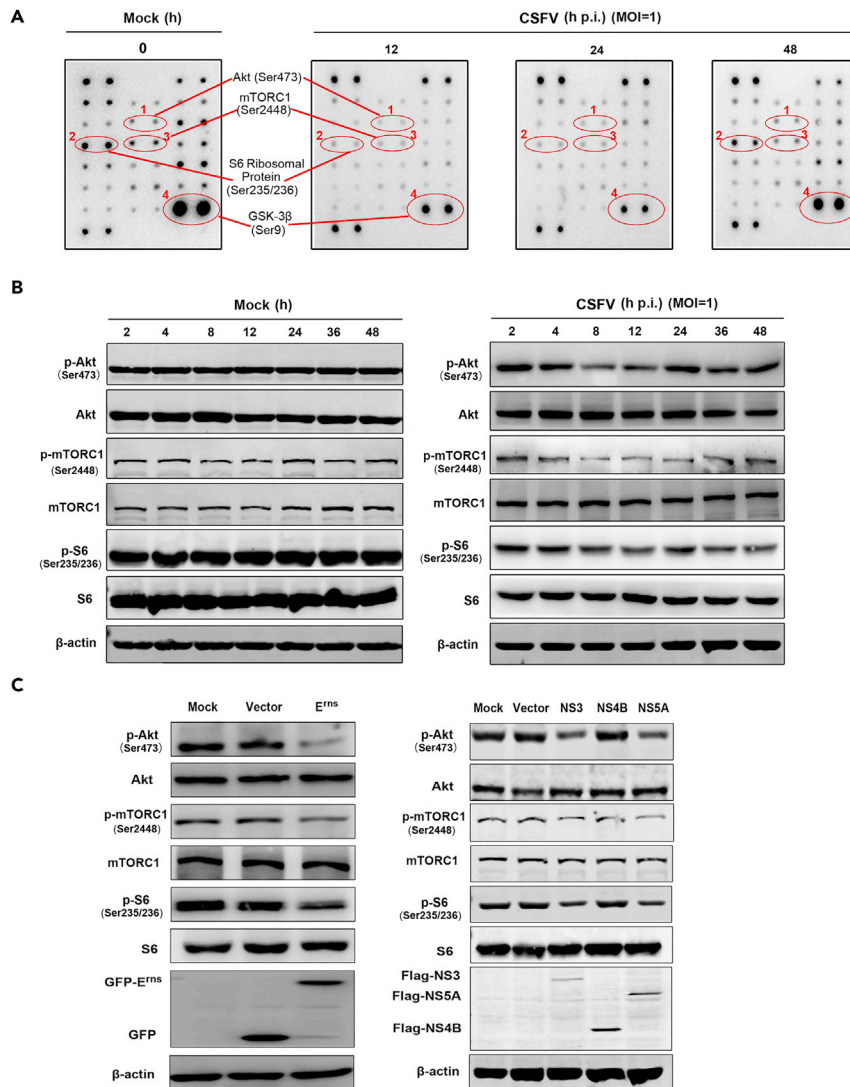 A
Mock (h)
CSFV (h p.i.) (MOI=1)
0
12
24
48
Akt (Ser473)
mTORC1
(Ser2448)
S6 Ribosomal
Protein
(Ser235/236)
GSK-3β
(Ser9)
1
2
3
4
1
2
3
4
1
2
3
4
1
2
3
4
B
Mock (h)
2 4 8 12 24 36 48
p-Akt
(Ser473)
Akt
p-mTORC1
(Ser2448)
mTORC1
p-S6
(Ser235/236)
S6
β-actin
CSFV (h p.i.) (MOI=1)
2 4 8 12 24 36 48
p-Akt
(Ser473)
Akt
p-mTORC1
(Ser2448)
mTORC1
p-S6
(Ser235/236)
S6
β-actin
C
Mock Vector Erns
p-Akt
(Ser473)
Akt
p-mTORC1
(Ser2448)
mTORC1
p-S6
(Ser235/236)
S6
GFP-Erns
GFP
β-actin
Mock Vector NS3 NS4B NS5A
p-Akt
(Ser473)
Akt
p-mTORC1
(Ser2448)
mTORC1
p-S6
(Ser235/236)
S6
Flag-NS3
Flag-NS5A
Flag-NS4B
β-actin